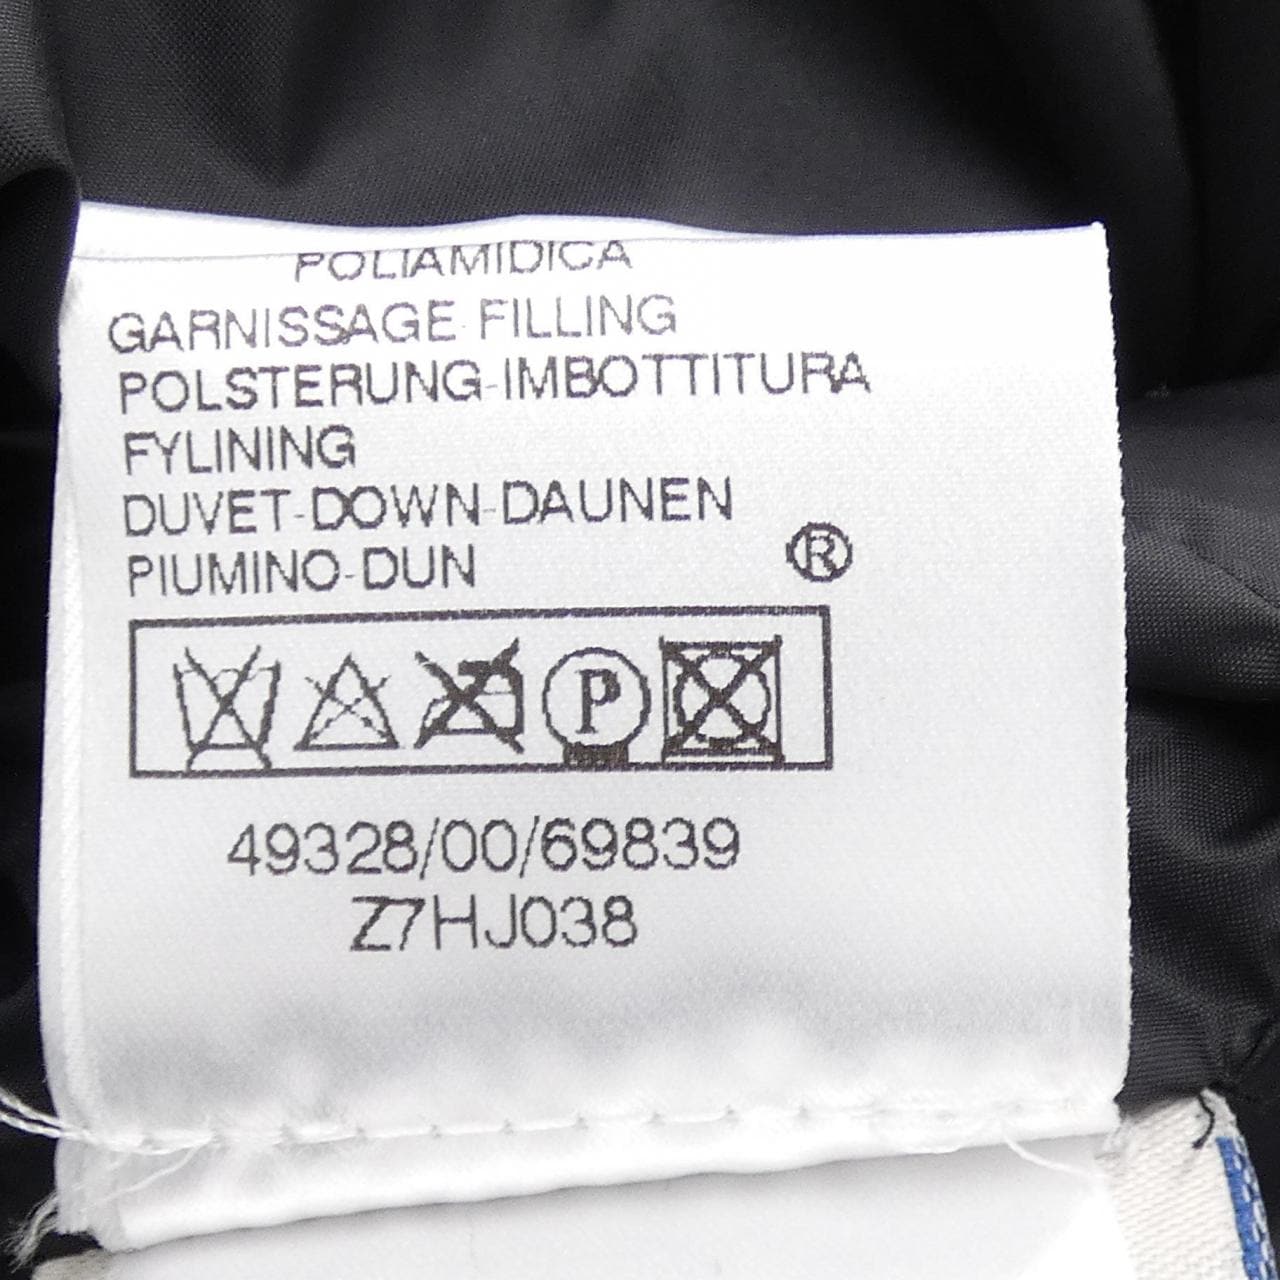 POLIAMIDICA
GARNISSAGE-FILLING
POLSTERUNG-IMBOTTITURA
FYLINING
DUVET-DOWN-DAUNEN
PIUMINO-DUN
®
P
49328/00/69839
Z7HJ038